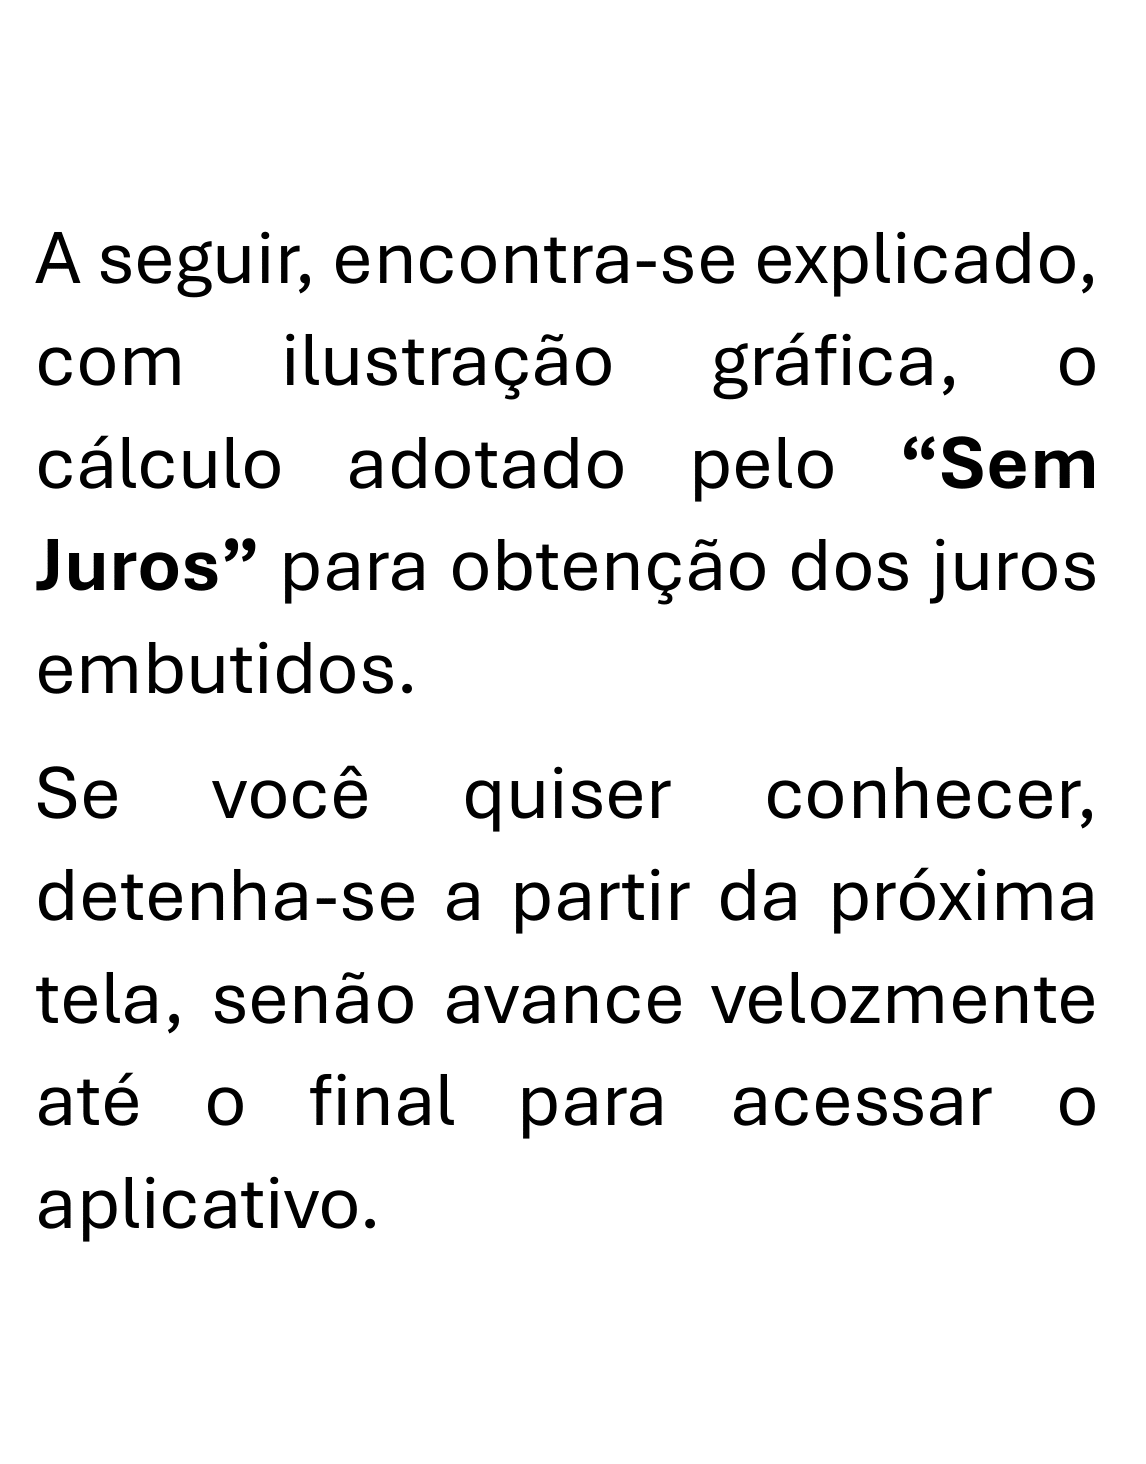 A seguir, encontra-se explicado,
com ilustração gráfica, o
cálculo adotado pelo “Sem
Juros” para obtenção dos juros
embutidos.
Se você quiser conhecer,
detenha-se a partir da próxima
tela, senão avance velozmente
até o final para acessar o
aplicativo.